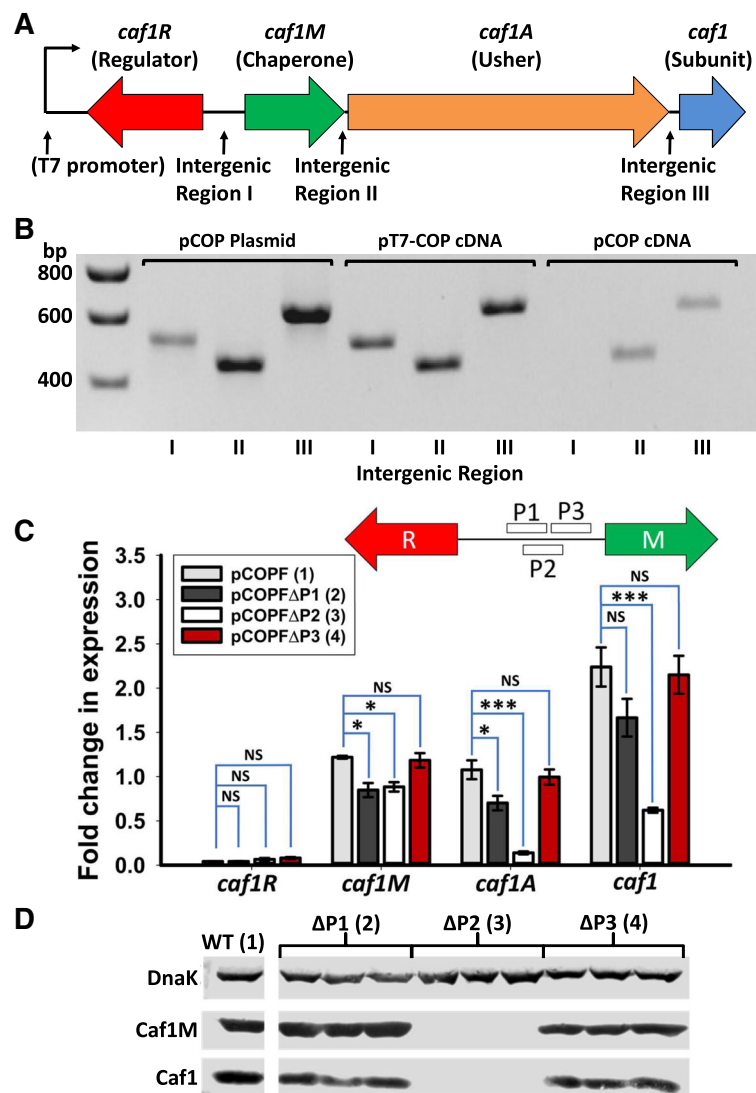 A
caf1R caf1M caf1A caf1
(Regulator) (Chaperone) (Usher) (Subunit)
(T7 promoter) Intergenic Region I Intergenic Region II Intergenic Region III
B
pCOP Plasmid pT7-COP cDNA pCOP cDNA
bp
800
600
400
I II III I II III I II III
Intergenic Region
C
R P1 P3 M
P2
Fold change in expression
3.5
3.0
2.5
2.0
1.5
1.0
0.5
0.0
pCOPF (1)
pCOPFΔP1 (2)
pCOPFΔP2 (3)
pCOPFΔP3 (4)
NS
NS
NS
NS
*
*
NS
***
*
NS
***
NS
caf1R caf1M caf1A caf1
D
WT (1) ΔP1 (2) ΔP2 (3) ΔP3 (4)
DnaK
Caf1M
Caf1